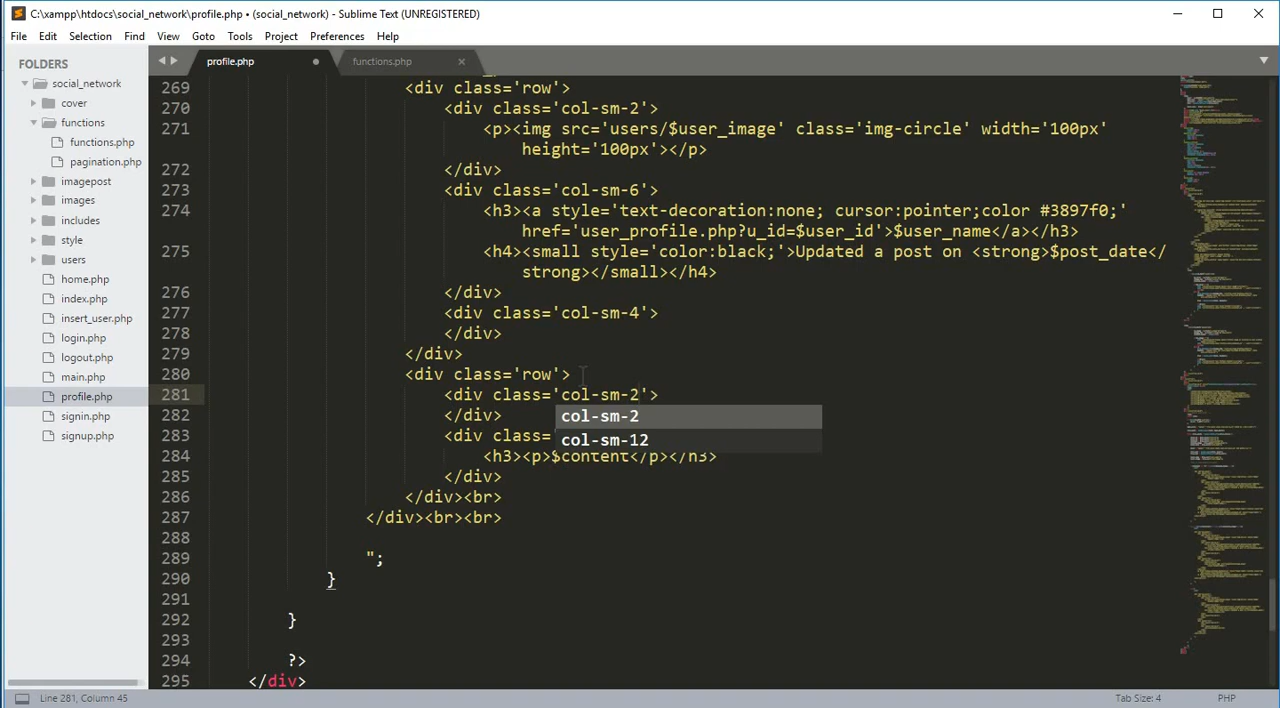 C:\xampp\htdocs\social_network\profile.php • (social_network) - Sublime Text (UNREGISTERED)
File Edit Selection Find View Goto Tools Project Preferences Help
FOLDERS
social_network
cover
functions
functions.php
pagination.php
imagepost
images
includes
style
users
home.php
index.php
insert_user.php
login.php
logout.php
main.php
profile.php
signin.php
signup.php
profile.php
functions.php
269 <div class='row'>
270 <div class='col-sm-2'>
271 <p><img src='users/$user_image' class='img-circle' width='100px'
height='100px'></p>
272 </div>
273 <div class='col-sm-6'>
274 <h3><a style='text-decoration:none; cursor:pointer;color #3897f0;'
href='user_profile.php?u_id=$user_id'>$user_name</a></h3>
275 <h4><small style='color:black;'>Updated a post on <strong>$post_date</
strong></small></h4>
276 </div>
277 <div class='col-sm-4'>
278 </div>
279 </div>
280 <div class='row'>
281 <div class='col-sm-2'>
282 </div>
col-sm-2
283 <div class=
col-sm-12
284 <h3><p>$content</p></h3>
285 </div>
286 </div><br>
287 </div><br><br>
288
289 ";
290 }
291
292 }
293
294 ?>
295 </div>
Line 281, Column 45
Tab Size: 4
PHP